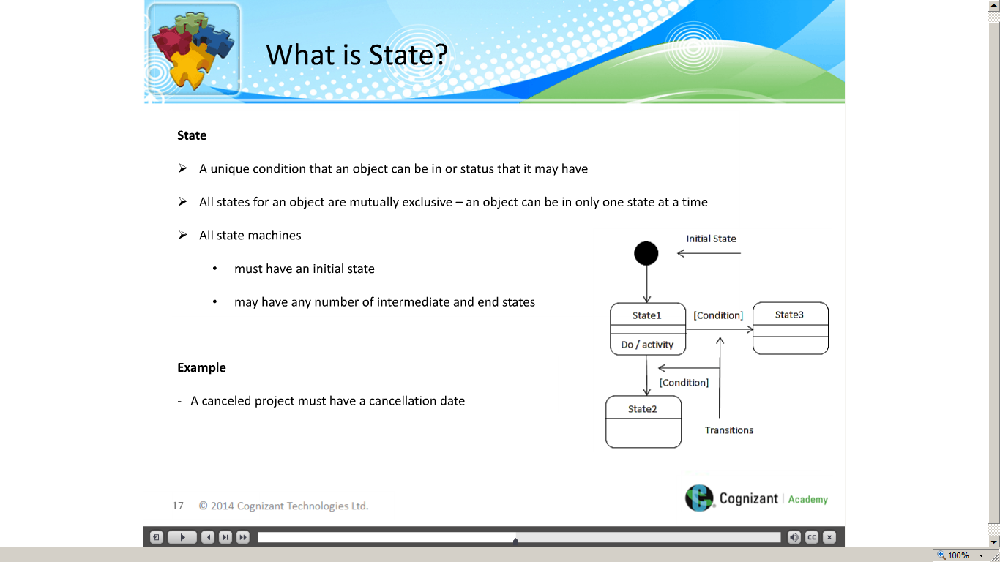 What is State?
State
➢ A unique condition that an object can be in or status that it may have
➢ All states for an object are mutually exclusive – an object can be in only one state at a time
➢ All state machines
• must have an initial state
• may have any number of intermediate and end states
Example
- A canceled project must have a cancellation date
Initial State
State1
[Condition]
State3
Do / activity
[Condition]
State2
Transitions
17 © 2014 Cognizant Technologies Ltd.
Cognizant | Academy
CC
100%